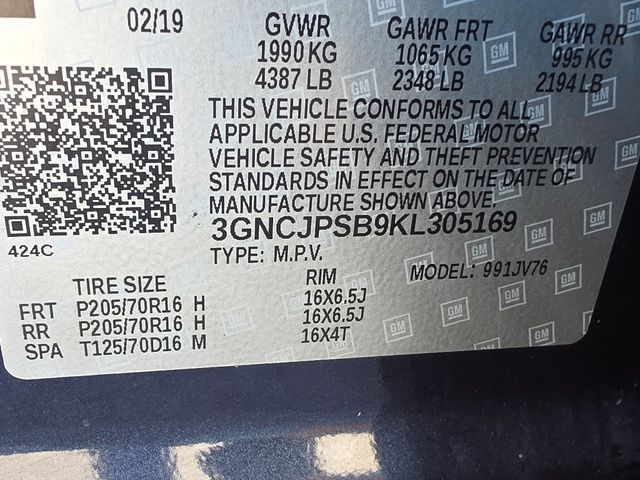 02/19 GVWR GAWR FRT GAWR RR
1990 KG 1065 KG 995 KG
4387 LB 2348 LB 2194 LB
THIS VEHICLE CONFORMS TO ALL
APPLICABLE U.S. FEDERAL MOTOR
VEHICLE SAFETY AND THEFT PREVENTION
STANDARDS IN EFFECT ON THE DATE OF
MANUFACTURE SHOWN ABOVE.
3GNCJPSB9KL305169
424C
TYPE: M.P.V. MODEL: 991JV76
TIRE SIZE RIM
FRT P205/70R16 H 16X6.5J
RR P205/70R16 H 16X6.5J
SPA T125/70D16 M 16X4T
GM